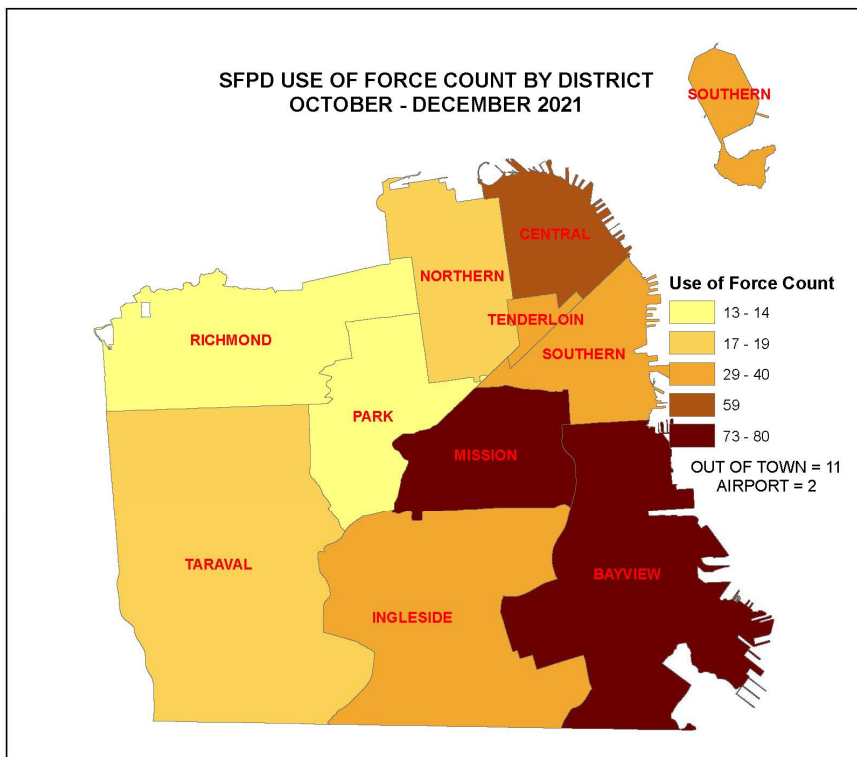 SFPD USE OF FORCE COUNT BY DISTRICT
OCTOBER - DECEMBER 2021
SOUTHERN
CENTRAL
NORTHERN
TENDERLOIN
RICHMOND
SOUTHERN
PARK
MISSION
TARAVAL
INGLESIDE
BAYVIEW
Use of Force Count
13 - 14
17 - 19
29 - 40
59
73 - 80
OUT OF TOWN = 11
AIRPORT = 2